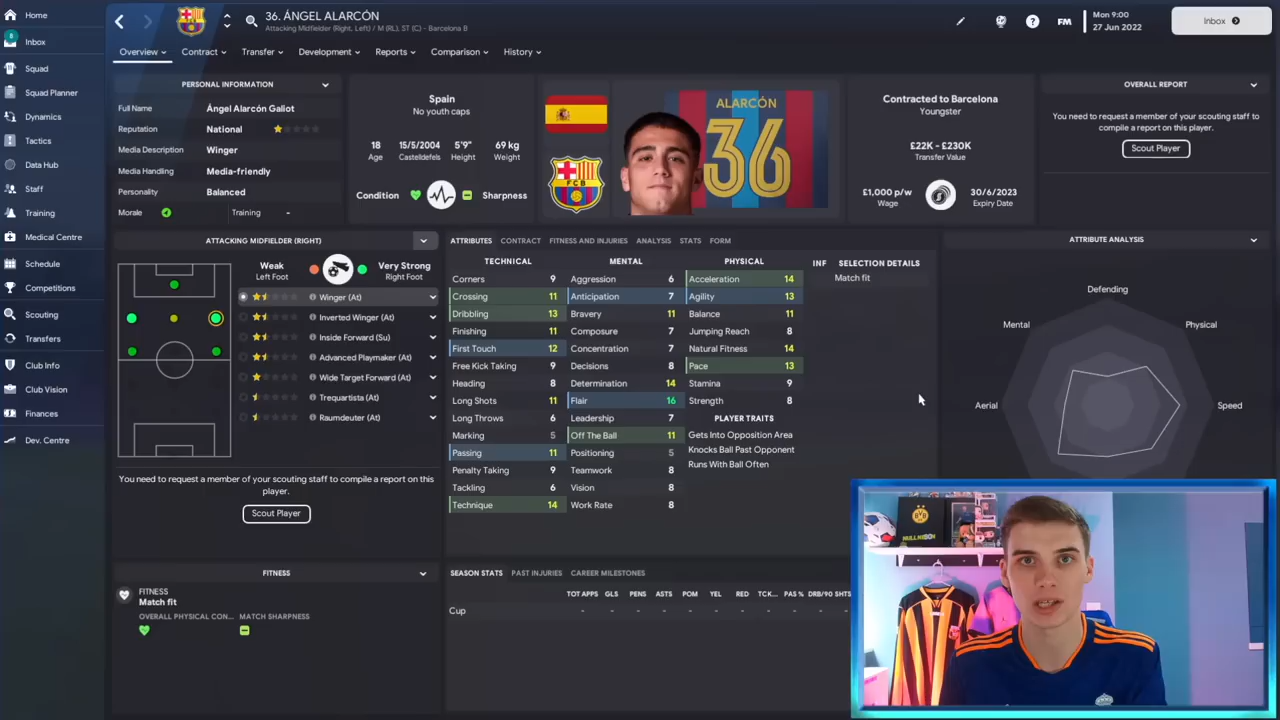 Home
8
Inbox
Squad
Squad Planner
Dynamics
Tactics
Data Hub
Staff
Training
Medical Centre
Schedule
Competitions
Scouting
Transfers
Club Info
Club Vision
Finances
Dev. Centre
36. ÁNGEL ALARCÓN
Attacking Midfielder (Right, Left) / M (RL), ST (C) - Barcelona B
?
FM
Mon 9:00
27 Jun 2022
Inbox
Overview
Contract
Transfer
Development
Reports
Comparison
History
PERSONAL INFORMATION
Full Name Ángel Alarcón Galiot
Reputation National
Media Description Winger
Media Handling Media-friendly
Personality Balanced
Morale Training -
Spain
No youth caps
18 15/5/2004 5'9" 69 kg
Age Castelldefels Height Weight
Condition Sharpness
FCB
ALARCÓN
36
Contracted to Barcelona
Youngster
£22K - £230K
Transfer Value
£1,000 p/w 30/6/2023
Wage Expiry Date
OVERALL REPORT
You need to request a member of your scouting staff to
compile a report on this player.
Scout Player
ATTACKING MIDFIELDER (RIGHT)
Weak Very Strong
Left Foot Right Foot
Winger (At)
Inverted Winger (At)
Inside Forward (Su)
Advanced Playmaker (At)
Wide Target Forward (At)
Trequartista (At)
Raumdeuter (At)
You need to request a member of your scouting staff to compile a report on this
player.
Scout Player
ATTRIBUTES CONTRACT FITNESS AND INJURIES ANALYSIS STATS FORM
TECHNICAL
Corners 9
Crossing 11
Dribbling 13
Finishing 11
First Touch 12
Free Kick Taking 9
Heading 8
Long Shots 11
Long Throws 6
Marking 5
Passing 11
Penalty Taking 9
Tackling 6
Technique 14
MENTAL
Aggression 6
Anticipation 7
Bravery 11
Composure 7
Concentration 7
Decisions 8
Determination 14
Flair 16
Leadership 7
Off The Ball 11
Positioning 5
Teamwork 8
Vision 8
Work Rate 8
PHYSICAL
Acceleration 14
Agility 13
Balance 11
Jumping Reach 8
Natural Fitness 14
Pace 13
Stamina 9
Strength 8
PLAYER TRAITS
Gets Into Opposition Area
Knocks Ball Past Opponent
Runs With Ball Often
INF SELECTION DETAILS
Match fit
ATTRIBUTE ANALYSIS
Defending
Mental Physical
Aerial Speed
FITNESS
FITNESS
Match fit
OVERALL PHYSICAL CON... MATCH SHARPNESS
SEASON STATS PAST INJURIES CAREER MILESTONES
TOT APPS GLS PENS ASTS POM YEL RED TCK... PAS % DRB/90 SHTS
Cup - - - - - - - - - - -